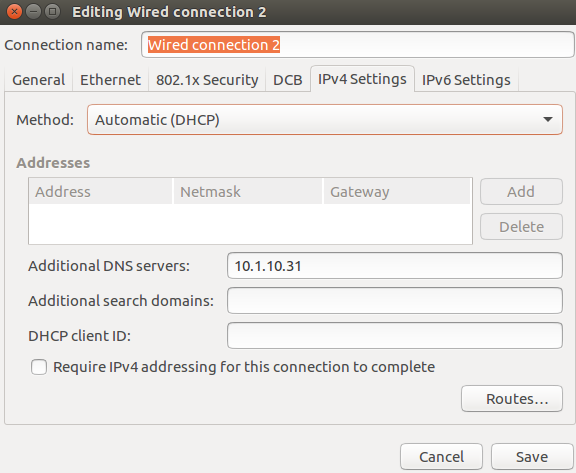 Editing Wired connection 2
Connection name: Wired connection 2
General Ethernet 802.1x Security DCB IPv4 Settings IPv6 Settings
Method: Automatic (DHCP)
Addresses
Address Netmask Gateway Add
Delete
Additional DNS servers: 10.1.10.31
Additional search domains:
DHCP client ID:
Require IPv4 addressing for this connection to complete
Routes...
Cancel Save